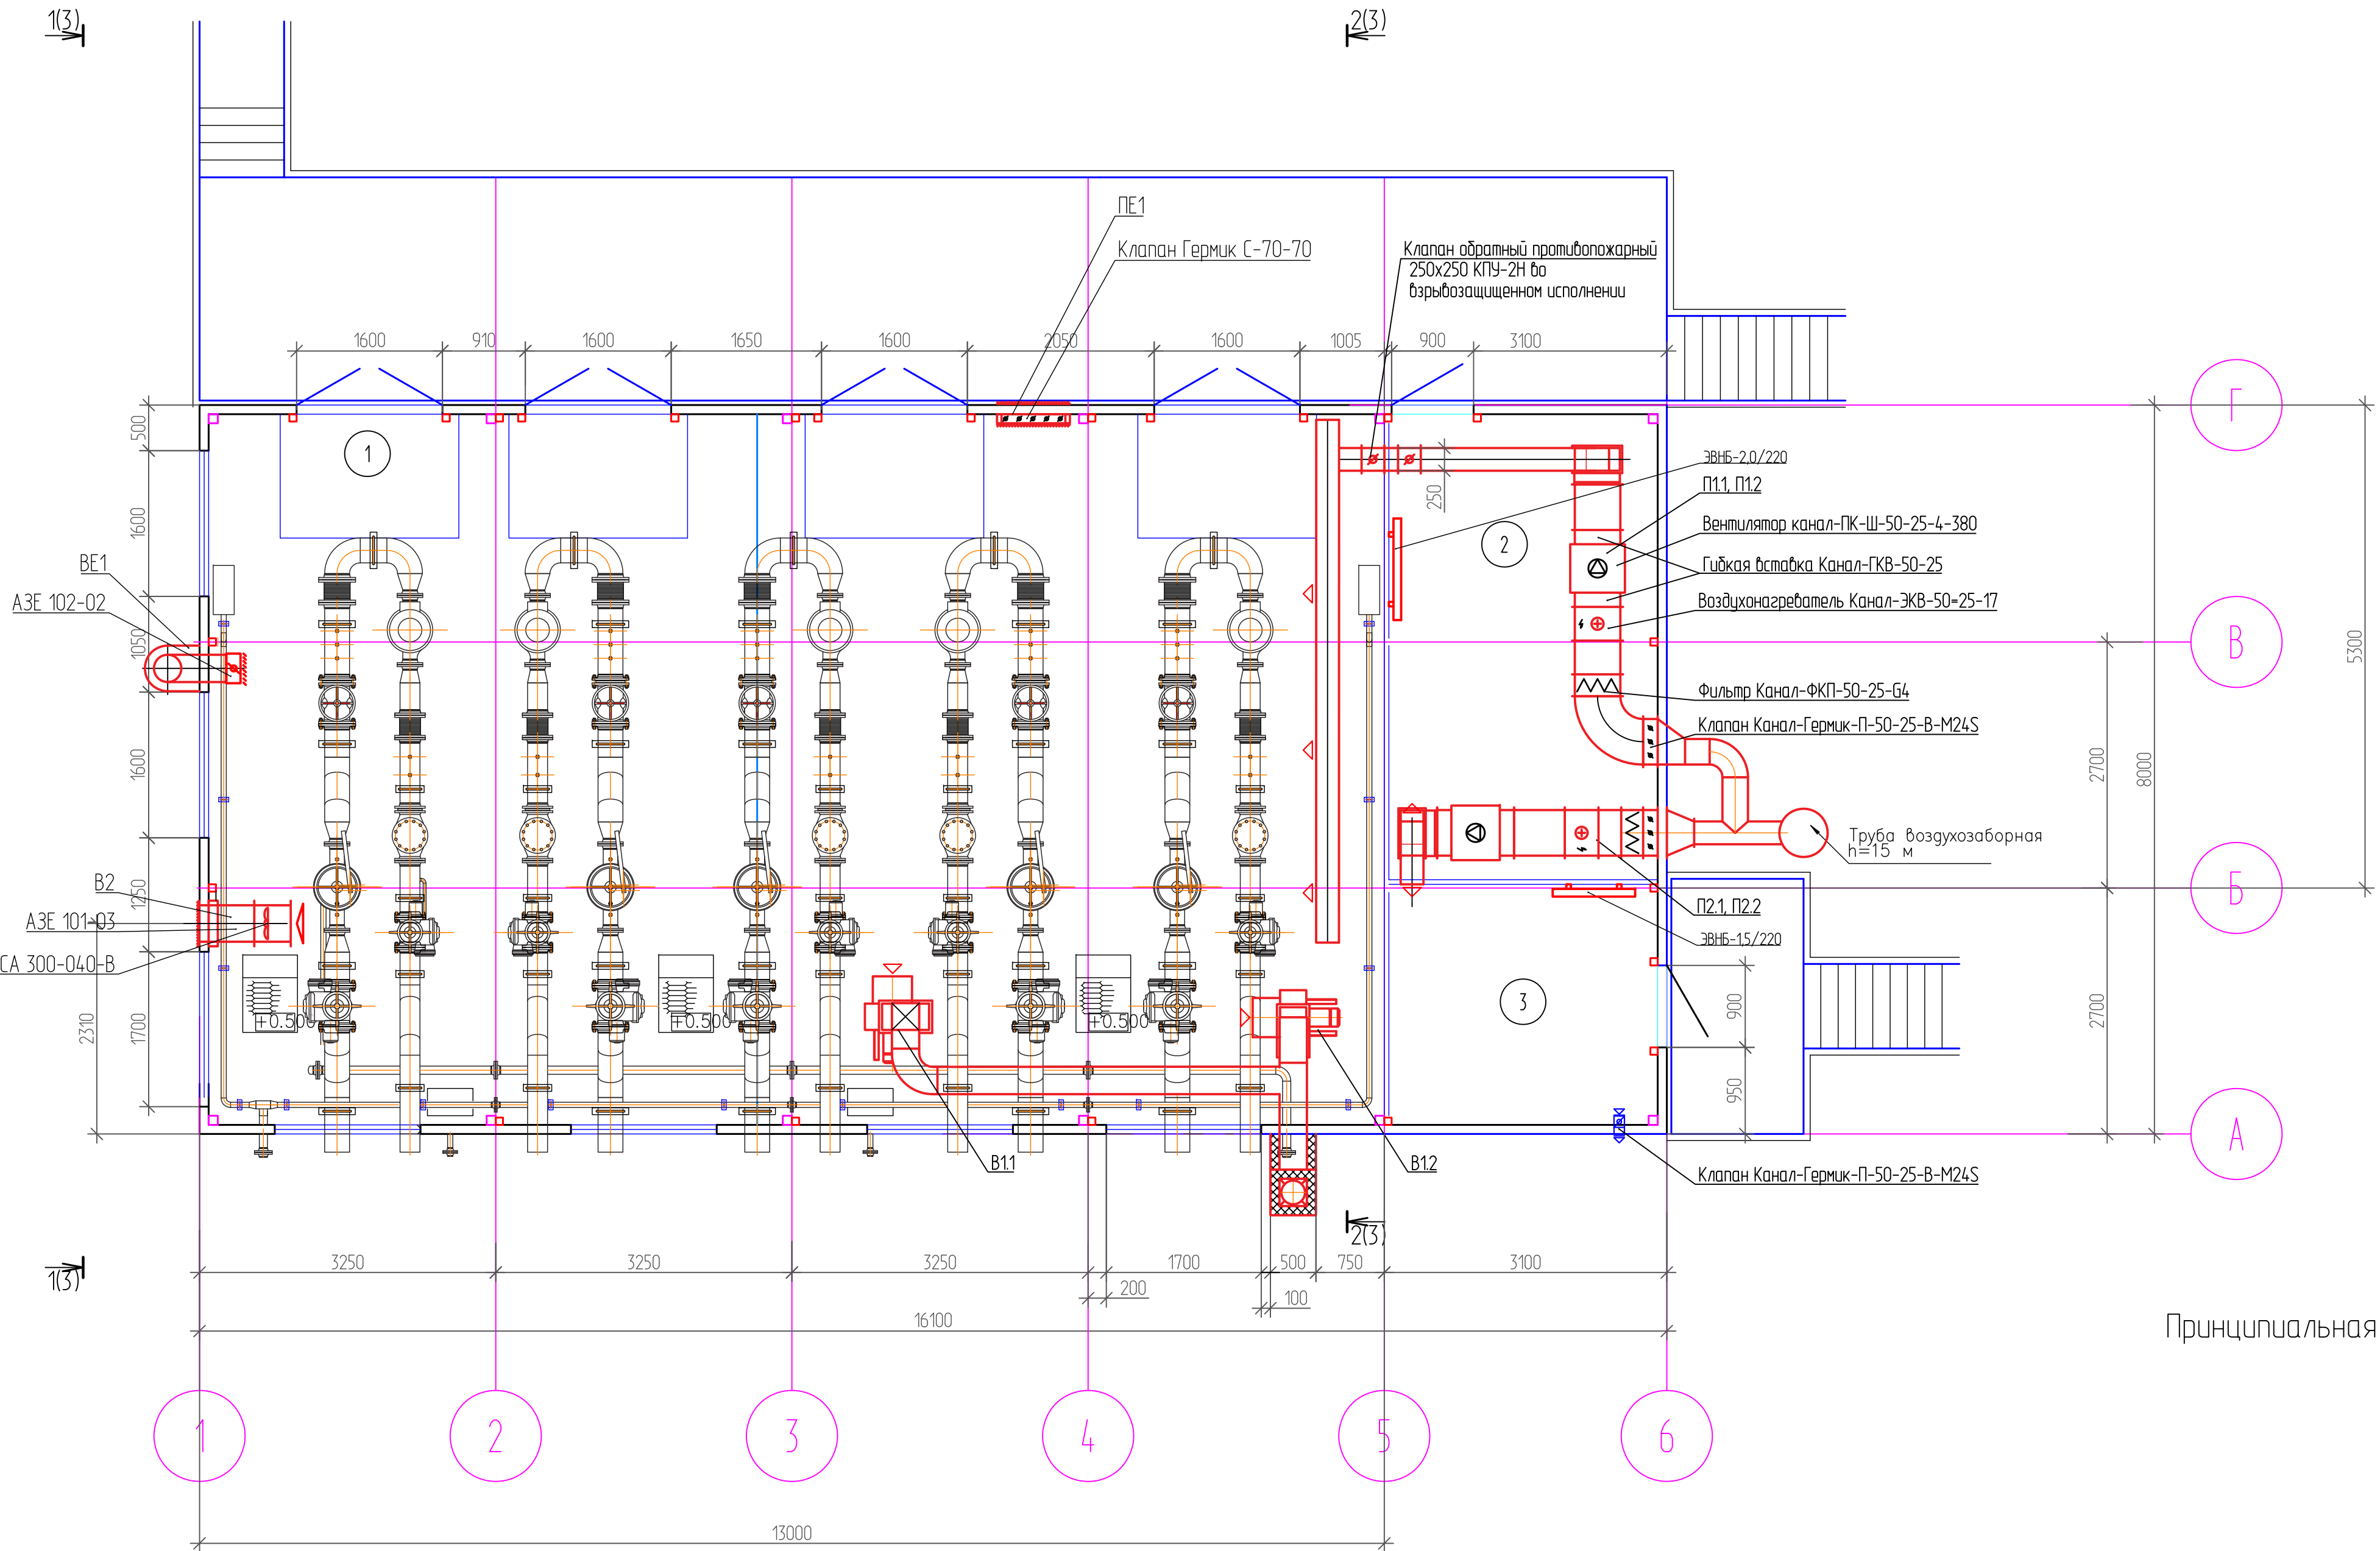 1(3)
2(3)
ПЕ1
Клапан Гермик С-70-70
Клапан обратный противопожарный
250х250 КПУ-2Н во
взрывозащищенном исполнении
1600
910
1600
1650
1600
2050
1600
1005
900
3100
Г
500
1
ЭВНБ-2,0/220
250
П1.1, П1.2
1600
2
Вентилятор канал-ПК-Ш-50-25-4-380
ВЕ1
Гибкая вставка Канал-ГКВ-50-25
АЗЕ 102-02
Воздухонагреватель Канал-ЭКВ-50=25-17
1050
В
5300
Фильтр Канал-ФКП-50-25-G4
Клапан Канал-Гермик-П-50-25-В-М24S
1600
2700
8000
Труба воздухозаборная
h=15 м
В2
1250
Б
П2.1, П2.2
АЗЕ 101-03
ЭВНБ-1,5/220
СА 300-040-В
3
900
2310
1700
+0.500
+0.500
+0.500
2700
950
А
В1.1
В1.2
Клапан Канал-Гермик-П-50-25-В-М24S
2(3)
1(3)
3250
3250
3250
1700
500
750
3100
200
100
16100
Принципиальная
1
2
3
4
5
6
13000